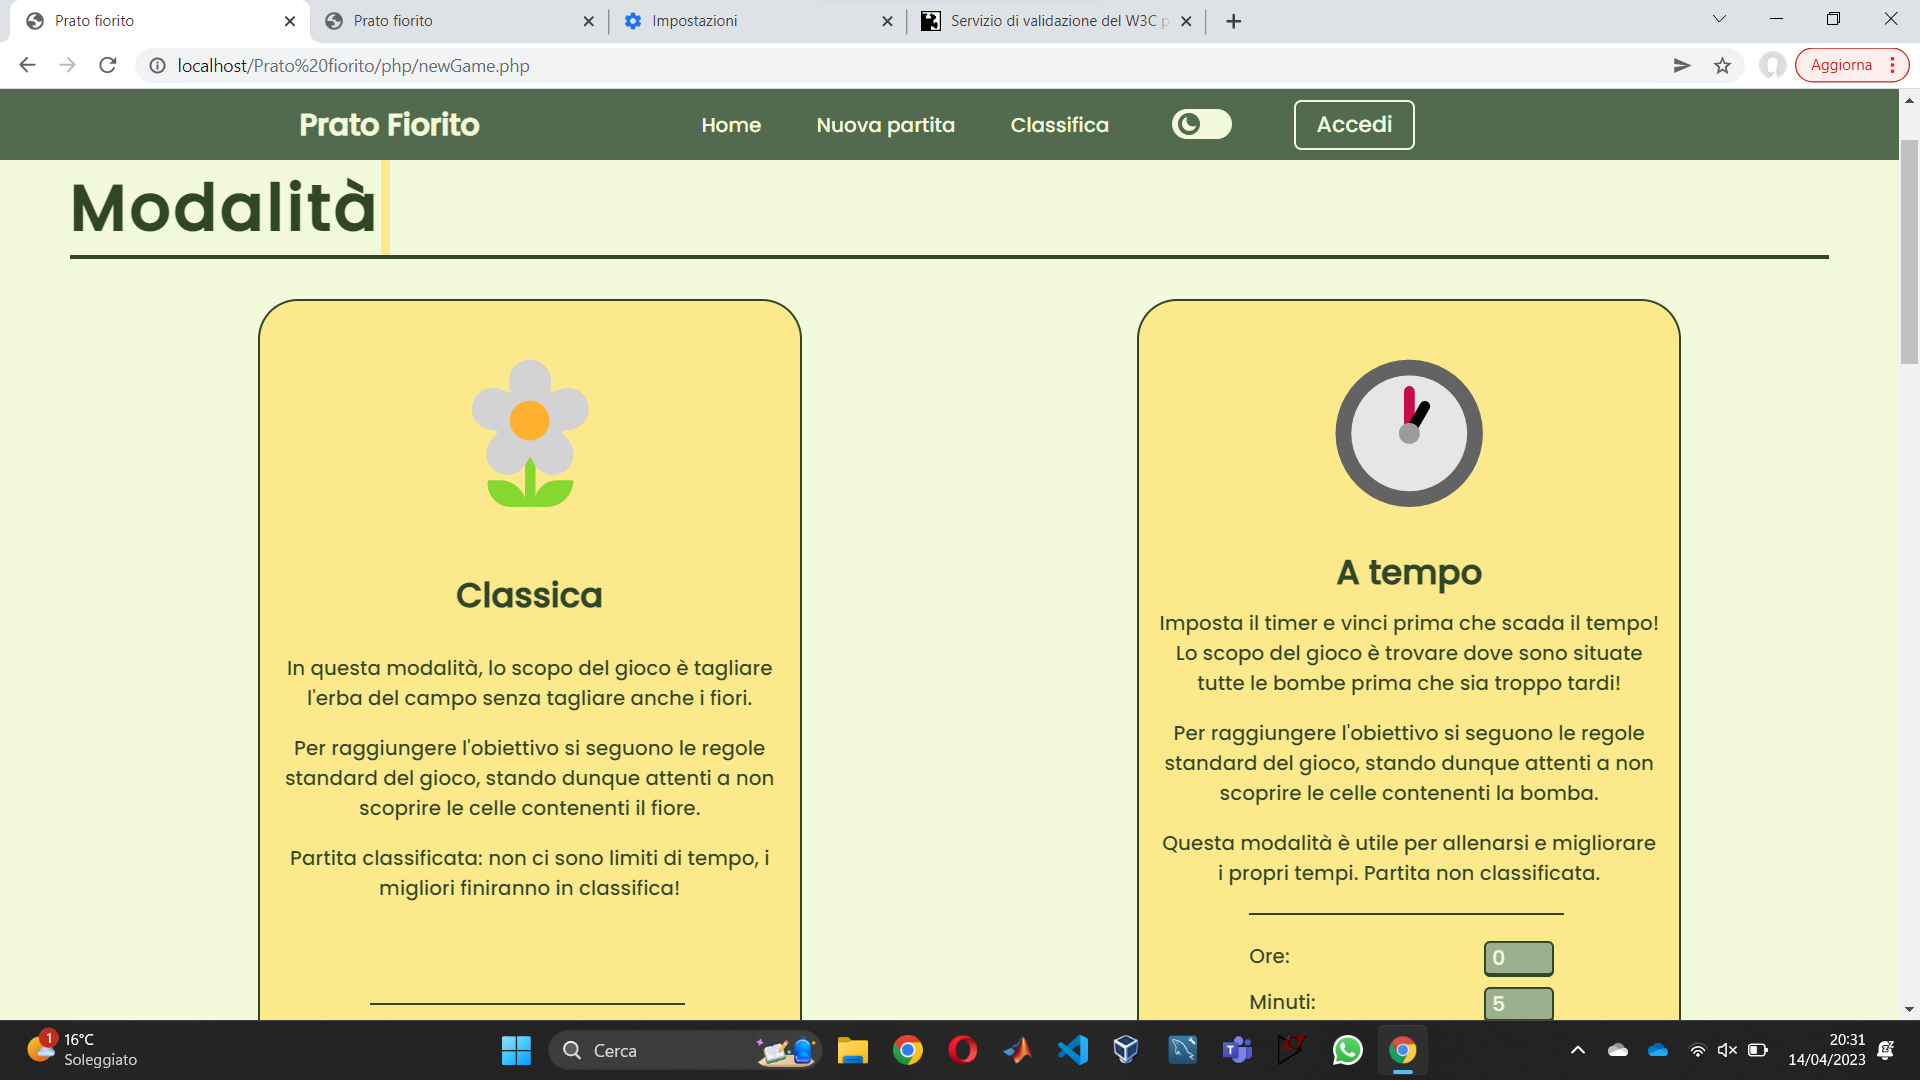 Prato fiorito
Prato fiorito
Impostazioni
Servizio di validazione del W3C p
localhost/Prato%20fiorito/php/newGame.php
Aggiorna
Prato Fiorito
Home
Nuova partita
Classifica
Accedi
Modalità
Classica
In questa modalità, lo scopo del gioco è tagliare
l'erba del campo senza tagliare anche i fiori.
Per raggiungere l'obiettivo si seguono le regole
standard del gioco, stando dunque attenti a non
scoprire le celle contenenti il fiore.
Partita classificata: non ci sono limiti di tempo, i
migliori finiranno in classifica!
A tempo
Imposta il timer e vinci prima che scada il tempo!
Lo scopo del gioco è trovare dove sono situate
tutte le bombe prima che sia troppo tardi!
Per raggiungere l'obiettivo si seguono le regole
standard del gioco, stando dunque attenti a non
scoprire le celle contenenti la bomba.
Questa modalità è utile per allenarsi e migliorare
i propri tempi. Partita non classificata.
Ore:
0
Minuti:
5
1
16°C
Soleggiato
Cerca
20:31
14/04/2023